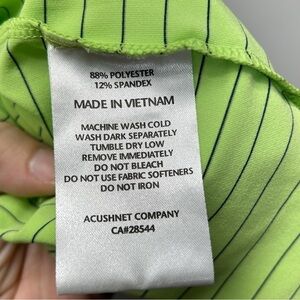 88% POLYESTER
12% SPANDEX
MADE IN VIETNAM
MACHINE WASH COLD
WASH DARK SEPARATELY
TUMBLE DRY LOW
REMOVE IMMEDIATELY
DO NOT BLEACH
DO NOT USE FABRIC SOFTENERS
DO NOT IRON
ACUSHNET COMPANY
CA#28544